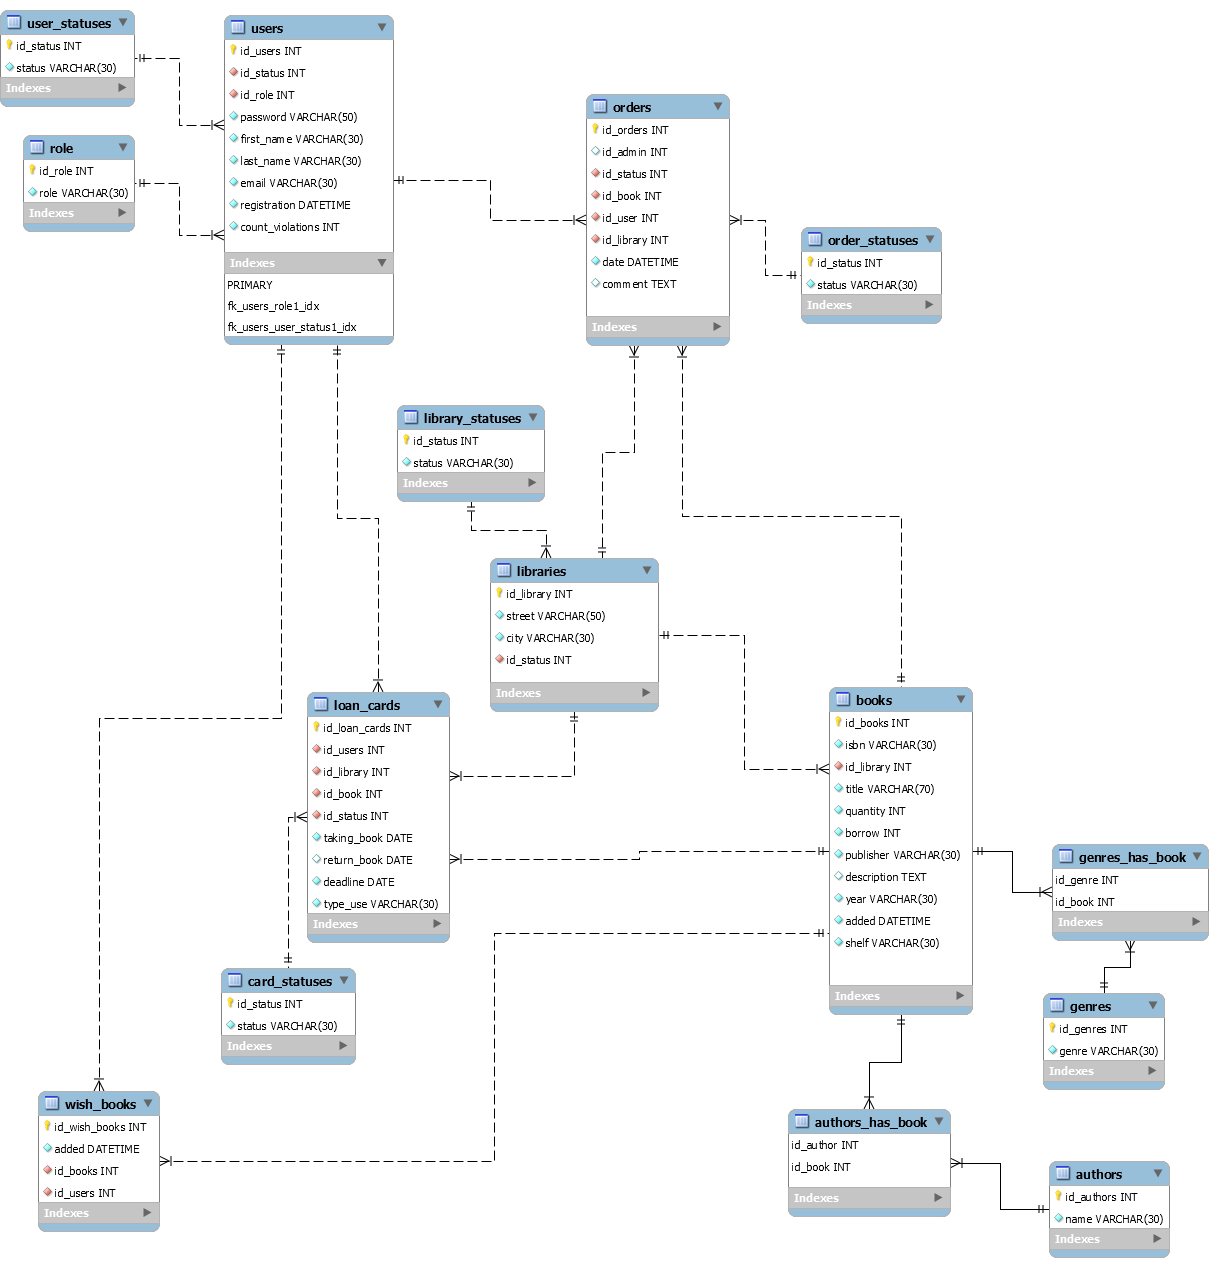 user_statuses
id_status INT
status VARCHAR(30)
Indexes
role
id_role INT
role VARCHAR(30)
Indexes
users
id_users INT
id_status INT
id_role INT
password VARCHAR(50)
first_name VARCHAR(30)
last_name VARCHAR(30)
email VARCHAR(30)
registration DATETIME
count_violations INT
Indexes
PRIMARY
fk_users_role1_idx
fk_users_user_status1_idx
orders
id_orders INT
id_admin INT
id_status INT
id_book INT
id_user INT
id_library INT
date DATETIME
comment TEXT
Indexes
order_statuses
id_status INT
status VARCHAR(30)
Indexes
library_statuses
id_status INT
status VARCHAR(30)
Indexes
libraries
id_library INT
street VARCHAR(50)
city VARCHAR(30)
id_status INT
Indexes
loan_cards
id_loan_cards INT
id_users INT
id_library INT
id_book INT
id_status INT
taking_book DATE
return_book DATE
deadline DATE
type_use VARCHAR(30)
Indexes
books
id_books INT
isbn VARCHAR(30)
id_library INT
title VARCHAR(70)
quantity INT
borrow INT
publisher VARCHAR(30)
description TEXT
year VARCHAR(30)
added DATETIME
shelf VARCHAR(30)
Indexes
genres_has_book
id_genre INT
id_book INT
Indexes
card_statuses
id_status INT
status VARCHAR(30)
Indexes
genres
id_genres INT
genre VARCHAR(30)
Indexes
wish_books
id_wish_books INT
added DATETIME
id_books INT
id_users INT
Indexes
authors_has_book
id_author INT
id_book INT
Indexes
authors
id_authors INT
name VARCHAR(30)
Indexes